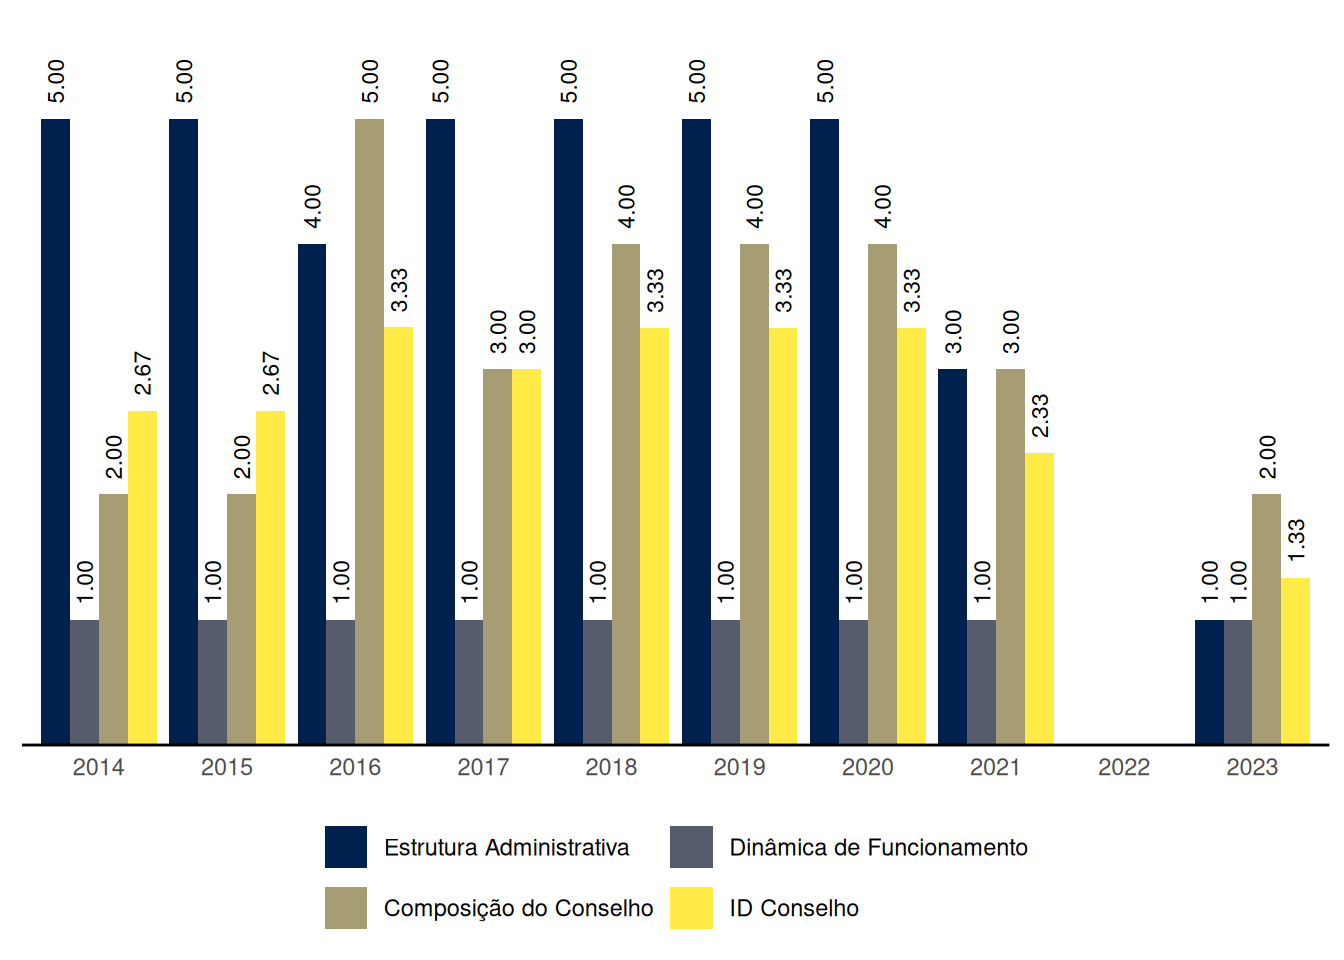 5.00 1.00 2.00 2.67
5.00 1.00 2.00 2.67
4.00 1.00 5.00 3.33
5.00 1.00 3.00 3.00
5.00 1.00 4.00 3.33
5.00 1.00 4.00 3.33
5.00 1.00 4.00 3.33
3.00 1.00 3.00 2.33
1.00 1.00 2.00 1.33
2014 2015 2016 2017 2018 2019 2020 2021 2022 2023
Estrutura Administrativa Dinâmica de Funcionamento
Composição do Conselho ID Conselho